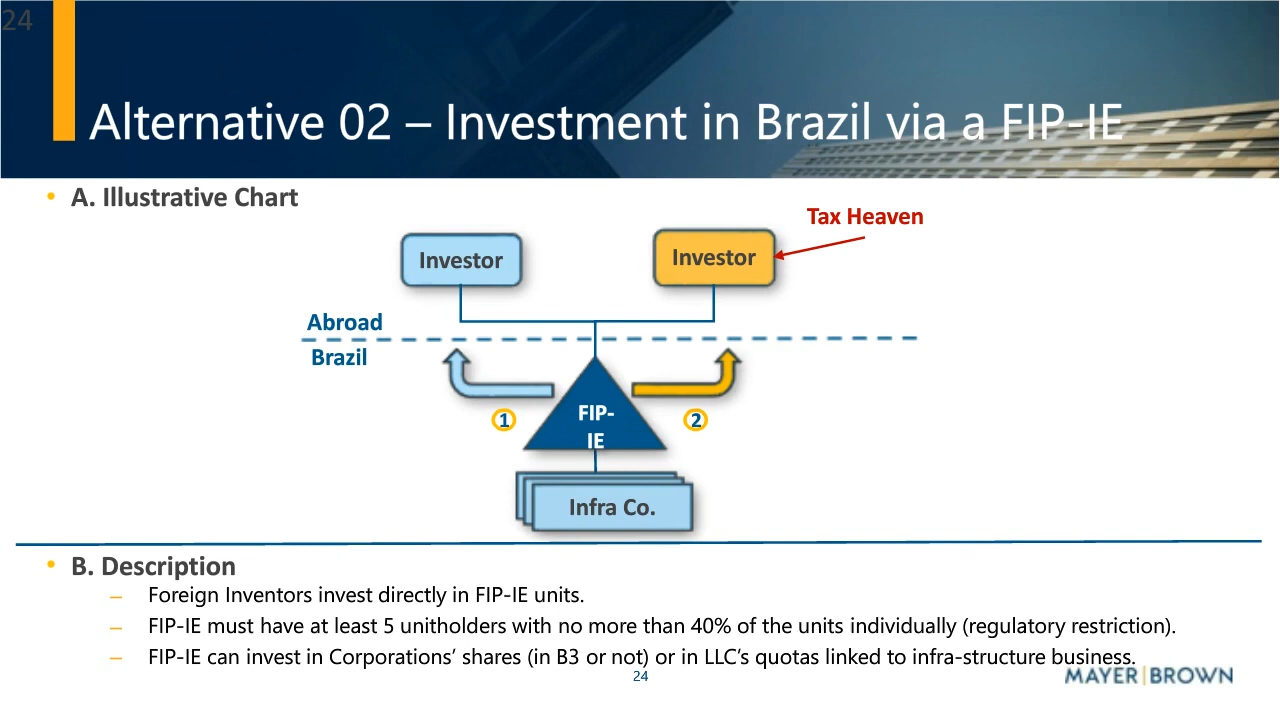 24
Alternative 02 – Investment in Brazil via a FIP-IE
• A. Illustrative Chart
Tax Heaven
Investor
Investor
Abroad
Brazil
1
2
FIP-
IE
Infra Co.
• B. Description
– Foreign Inventors invest directly in FIP-IE units.
– FIP-IE must have at least 5 unitholders with no more than 40% of the units individually (regulatory restriction).
– FIP-IE can invest in Corporations’ shares (in B3 or not) or in LLC’s quotas linked to infra-structure business.
24
MAYER|BROWN